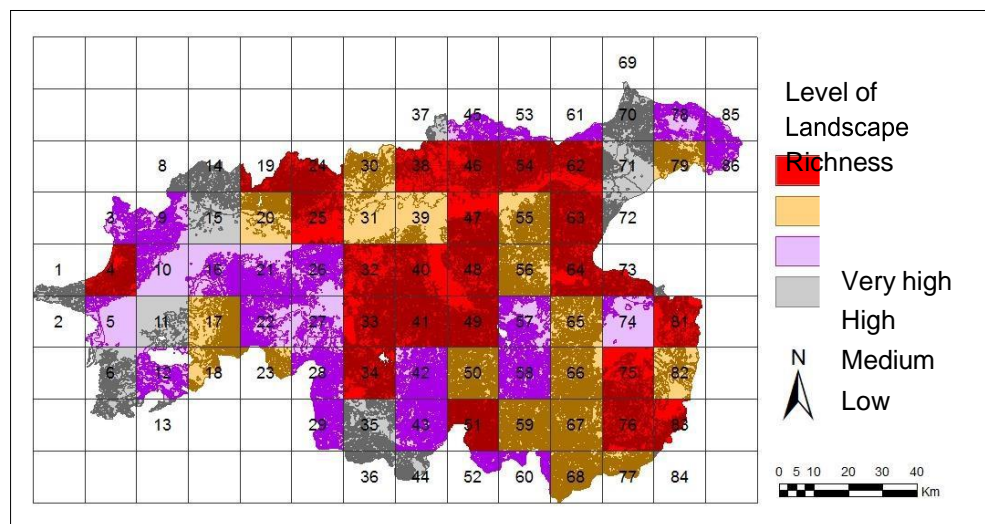 69
37 45 53 61 70 78 85
8 14 19 24 30 38 46 54 62 71 79 86
3 9 15 20 25 31 39 47 55 63 72
1 4 10 16 21 26 32 40 48 56 64 73
2 5 11 17 22 27 33 41 49 57 65 74 81
6 12 18 23 28 34 42 50 58 66 75 82
13 29 35 43 51 59 67 76 83
36 44 52 60 68 77 84
Level of
Landscape
Richness
Very high
High
Medium
Low
N
0 5 10 20 30 40
Km